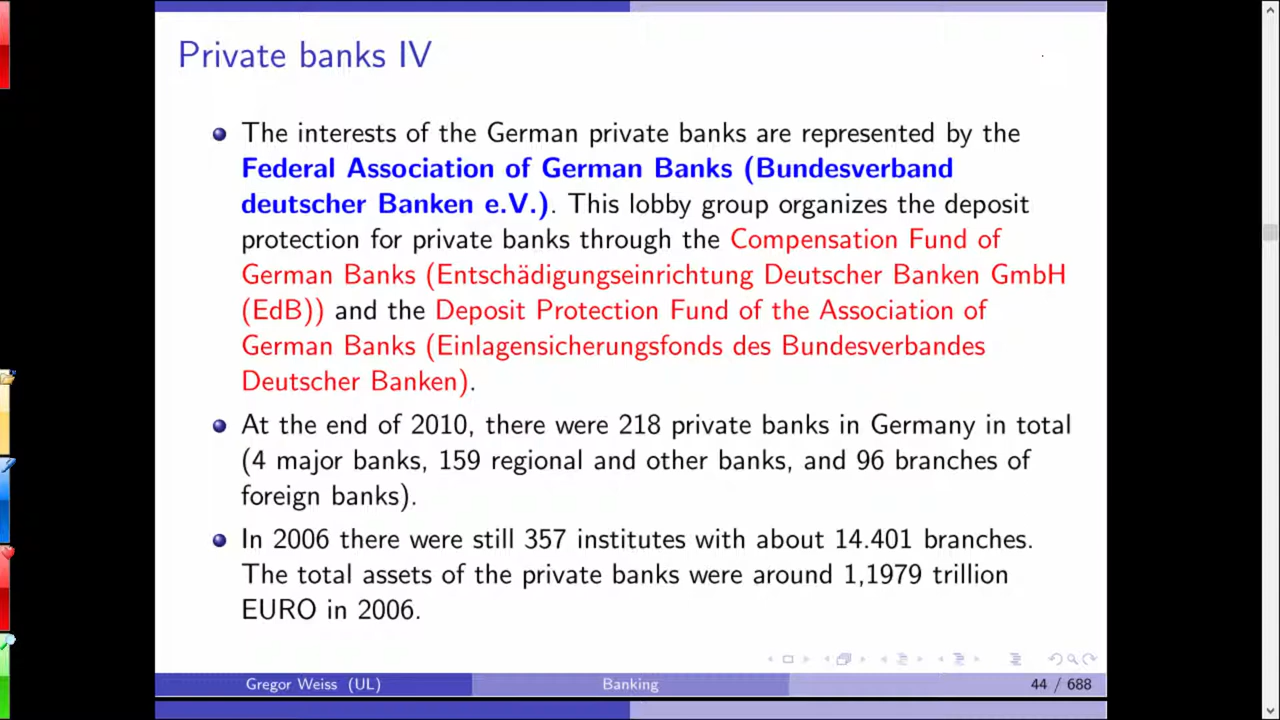 Private banks IV
The interests of the German private banks are represented by the
Federal Association of German Banks (Bundesverband
deutscher Banken e.V.). This lobby group organizes the deposit
protection for private banks through the Compensation Fund of
German Banks (Entschädigungseinrichtung Deutscher Banken GmbH
(EdB)) and the Deposit Protection Fund of the Association of
German Banks (Einlagensicherungsfonds des Bundesverbandes
Deutscher Banken).
At the end of 2010, there were 218 private banks in Germany in total
(4 major banks, 159 regional and other banks, and 96 branches of
foreign banks).
In 2006 there were still 357 institutes with about 14.401 branches.
The total assets of the private banks were around 1,1979 trillion
EURO in 2006.
Gregor Weiss (UL) Banking 44 / 688